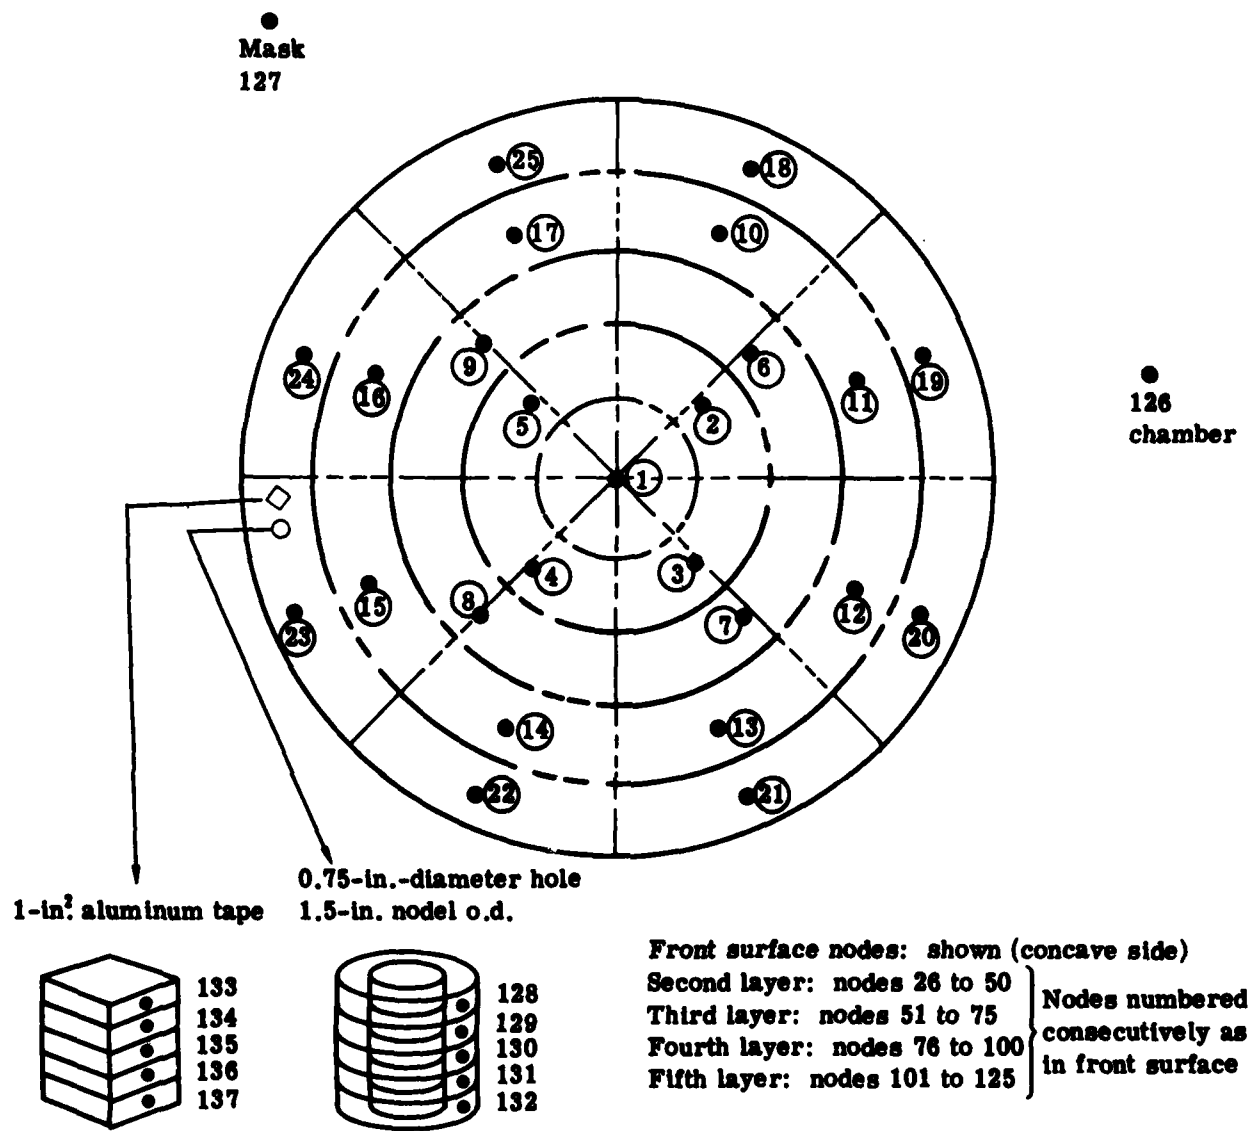 Mask
127
25
18
17
10
9
6
24
16
11
19
126
chamber
5
2
1
4
3
8
7
15
12
23
20
14
13
22
21
0.75-in.-diameter hole
1-in.² aluminum tape
1.5-in. nodel o.d.
133
134
135
136
137
128
129
130
131
132
Front surface nodes: shown (concave side)
Second layer: nodes 26 to 50
Third layer: nodes 51 to 75
Fourth layer: nodes 76 to 100
Fifth layer: nodes 101 to 125
Nodes numbered
consecutively as
in front surface